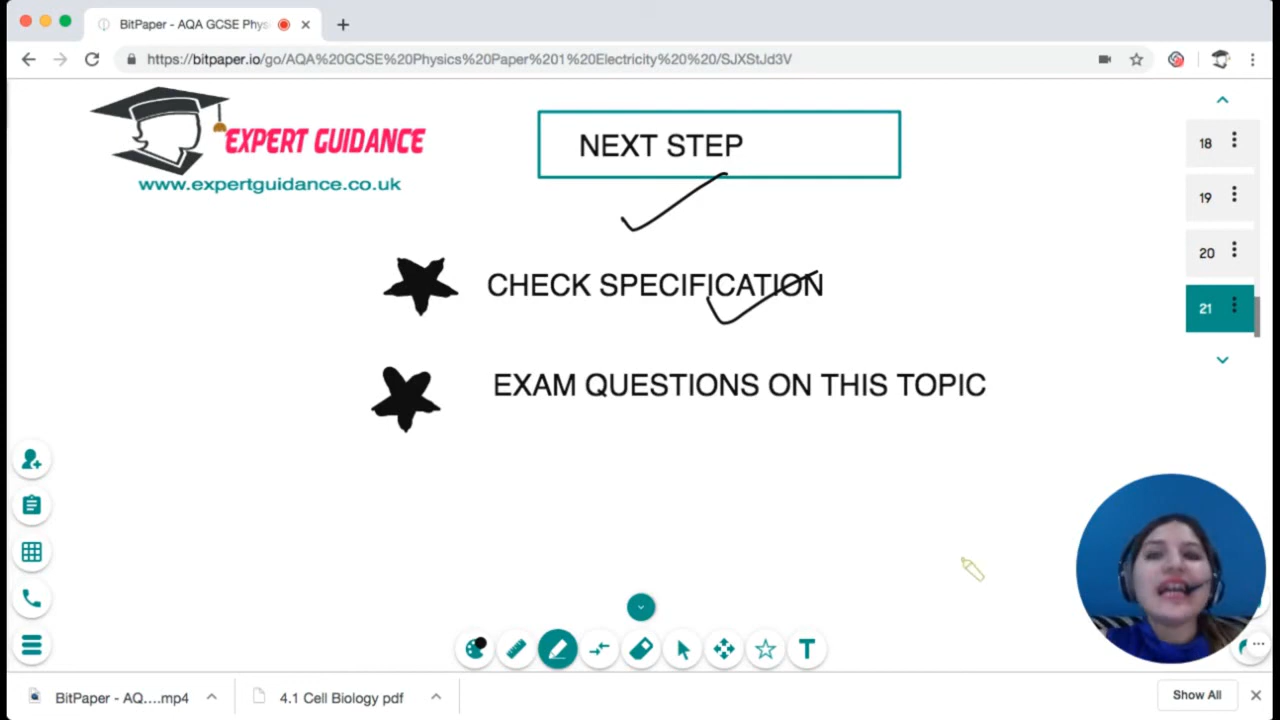 BitPaper - AQA GCSE Phys
https://bitpaper.io/go/AQA%20GCSE%20Physics%20Paper%201%20Electricity%20%20/SJXStJd3V
EXPERT GUIDANCE
www.expertguidance.co.uk
NEXT STEP
CHECK SPECIFICATION
EXAM QUESTIONS ON THIS TOPIC
18
19
20
21
T
BitPaper - AQ....mp4
4.1 Cell Biology pdf
Show All